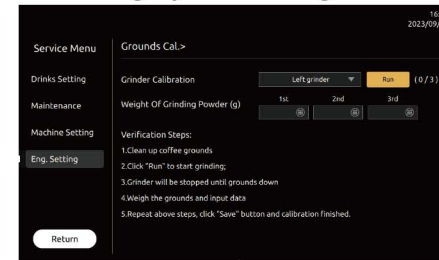 16:
2023/09/
Service Menu
Grounds Cal.>
Drinks Setting
Grinder Calibration
Left grinder
Run
(0/3)
Maintenance
Weight Of Grinding Powder (g)
1st
2nd
3rd
Machine Setting
Verification Steps:
1.Clean up coffee grounds
Eng. Setting
2.Click "Run" to start grinding;
3.Grinder will be stopped until grounds down
4.Weigh the grounds and input data
5.Repeat above steps, click "Save" button and calibration finished.
Return